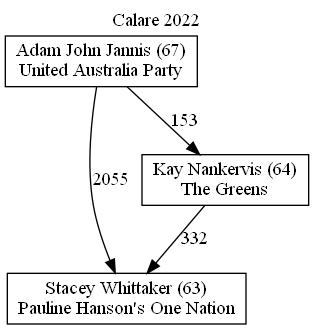 Calare 2022
Adam John Jannis (67)
United Australia Party
153
Kay Nankervis (64)
The Greens
2055
332
Stacey Whittaker (63)
Pauline Hanson's One Nation